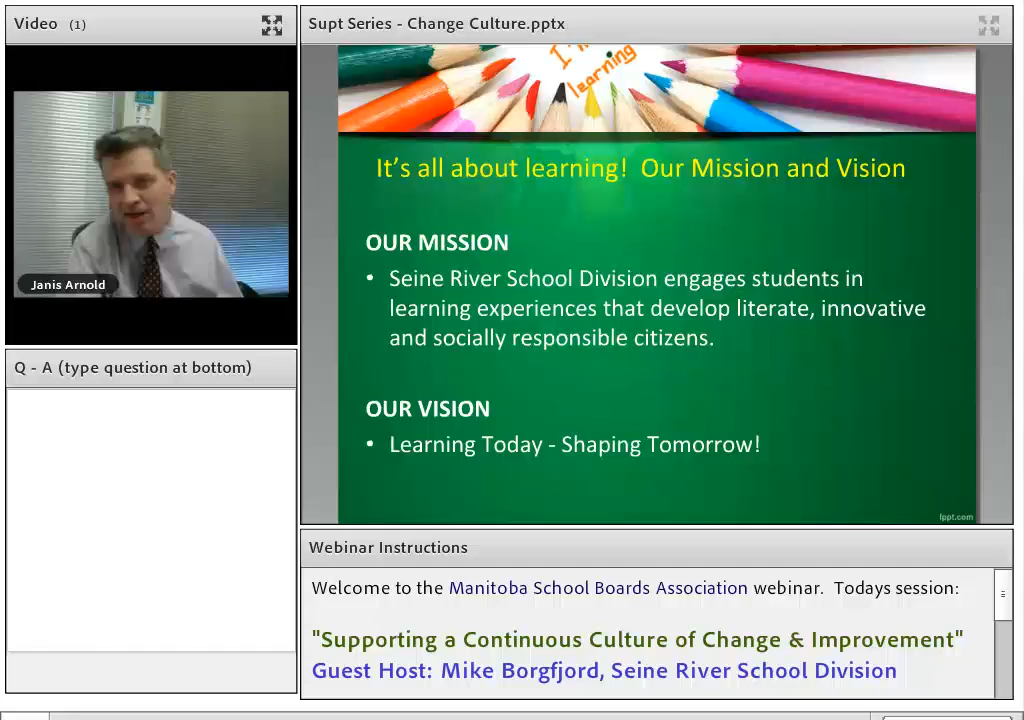 Video (1)
Supt Series - Change Culture.pptx
I'm
learning
It's all about learning! Our Mission and Vision
OUR MISSION
• Seine River School Division engages students in
learning experiences that develop literate, innovative
and socially responsible citizens.
OUR VISION
• Learning Today - Shaping Tomorrow!
fppt.com
Janis Arnold
Q - A (type question at bottom)
Webinar Instructions
Welcome to the Manitoba School Boards Association webinar. Todays session:
"Supporting a Continuous Culture of Change & Improvement"
Guest Host: Mike Borgfjord, Seine River School Division